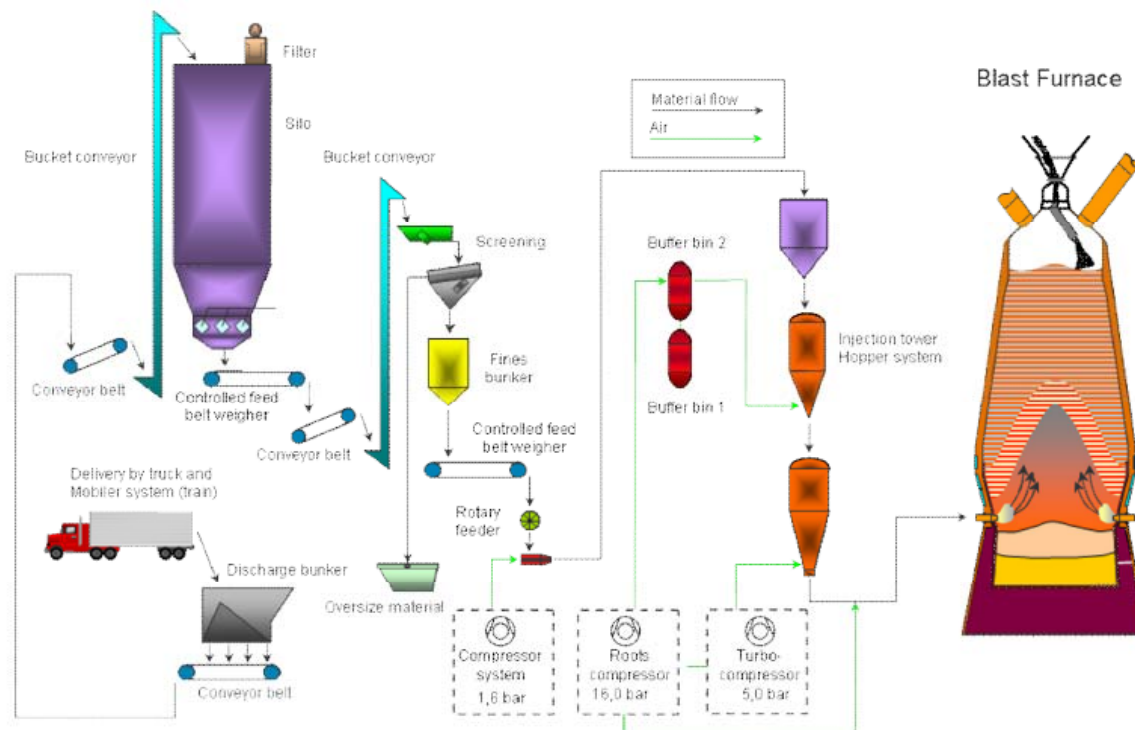 Filter
Silo
Bucket conveyor
Conveyor belt
Controlled feed
belt weigher
Conveyor belt
Bucket conveyor
Screening
Fines
bunker
Controlled feed
belt weigher
Rotary
feeder
Oversize material
Delivery by truck and
Mobiler system (train)
Discharge bunker
Conveyor belt
Material flow
Air
Buffer bin 2
Buffer bin 1
Injection tower
Hopper system
Blast Furnace
Compressor
system
1,6 bar
Roots
compressor
16,0 bar
Turbo-
compressor
5,0 bar